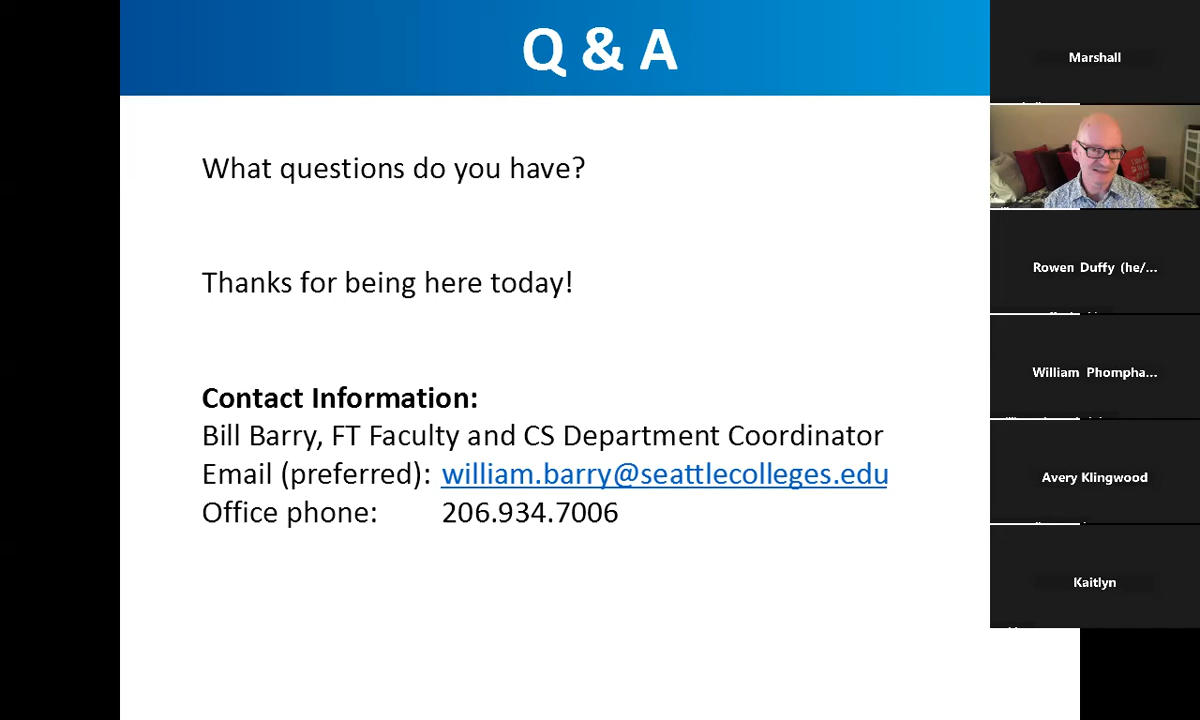 Q & A
What questions do you have?
Thanks for being here today!
Contact Information:
Bill Barry, FT Faculty and CS Department Coordinator
Email (preferred): william.barry@seattlecolleges.edu
Office phone: 206.934.7006
Marshall
Rowen Duffy (he/...
William Phompha...
Avery Klingwood
Kaitlyn